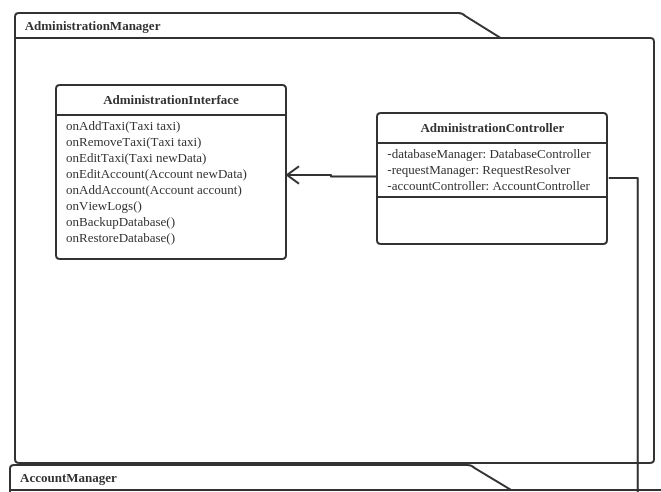 AdministrationManager
AdministrationInterface
onAddTaxi(Taxi taxi)
onRemoveTaxi(Taxi taxi)
onEditTaxi(Taxi newData)
onEditAccount(Account newData)
onAddAccount(Account account)
onViewLogs()
onBackupDatabase()
onRestoreDatabase()
AdministrationController
-databaseManager: DatabaseController
-requestManager: RequestResolver
-accountController: AccountController
AccountManager